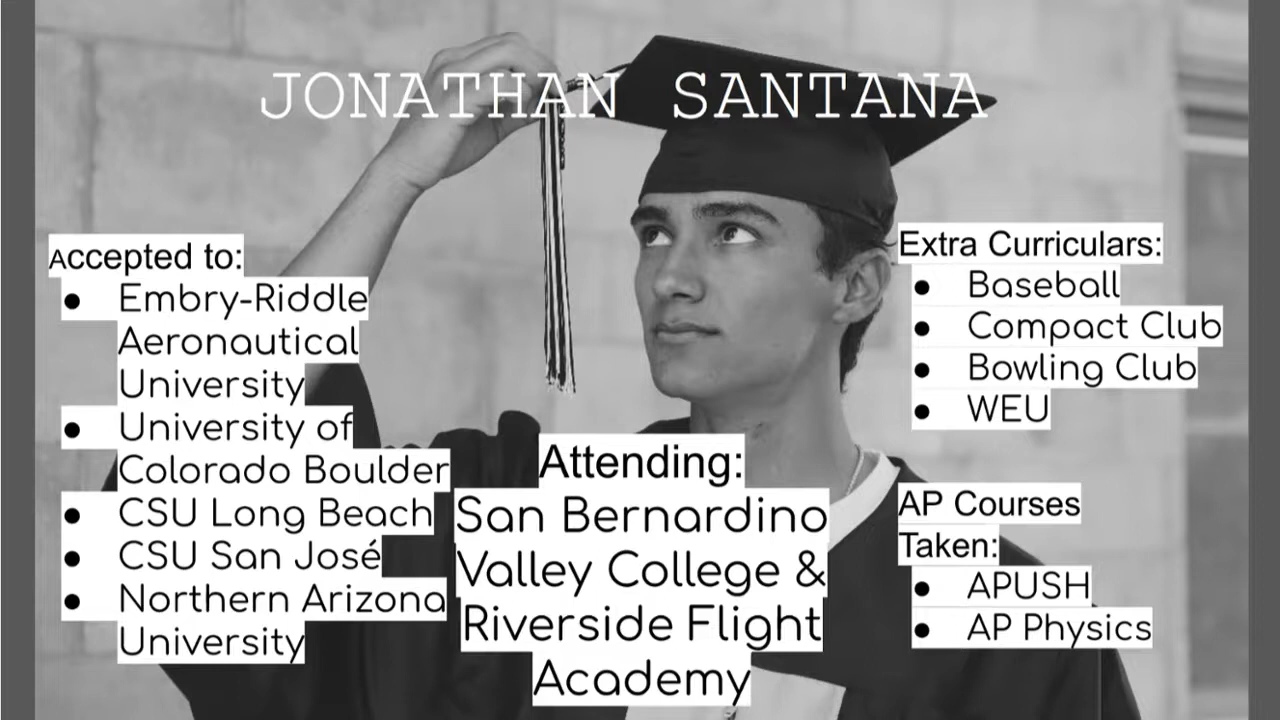 JONATHAN SANTANA
Accepted to:
● Embry-Riddle
Aeronautical
University
● University of
Colorado Boulder
● CSU Long Beach
● CSU San José
● Northern Arizona
University
Attending:
San Bernardino
Valley College &
Riverside Flight
Academy
Extra Curriculars:
● Baseball
● Compact Club
● Bowling Club
● WEU
AP Courses
Taken:
● APUSH
● AP Physics